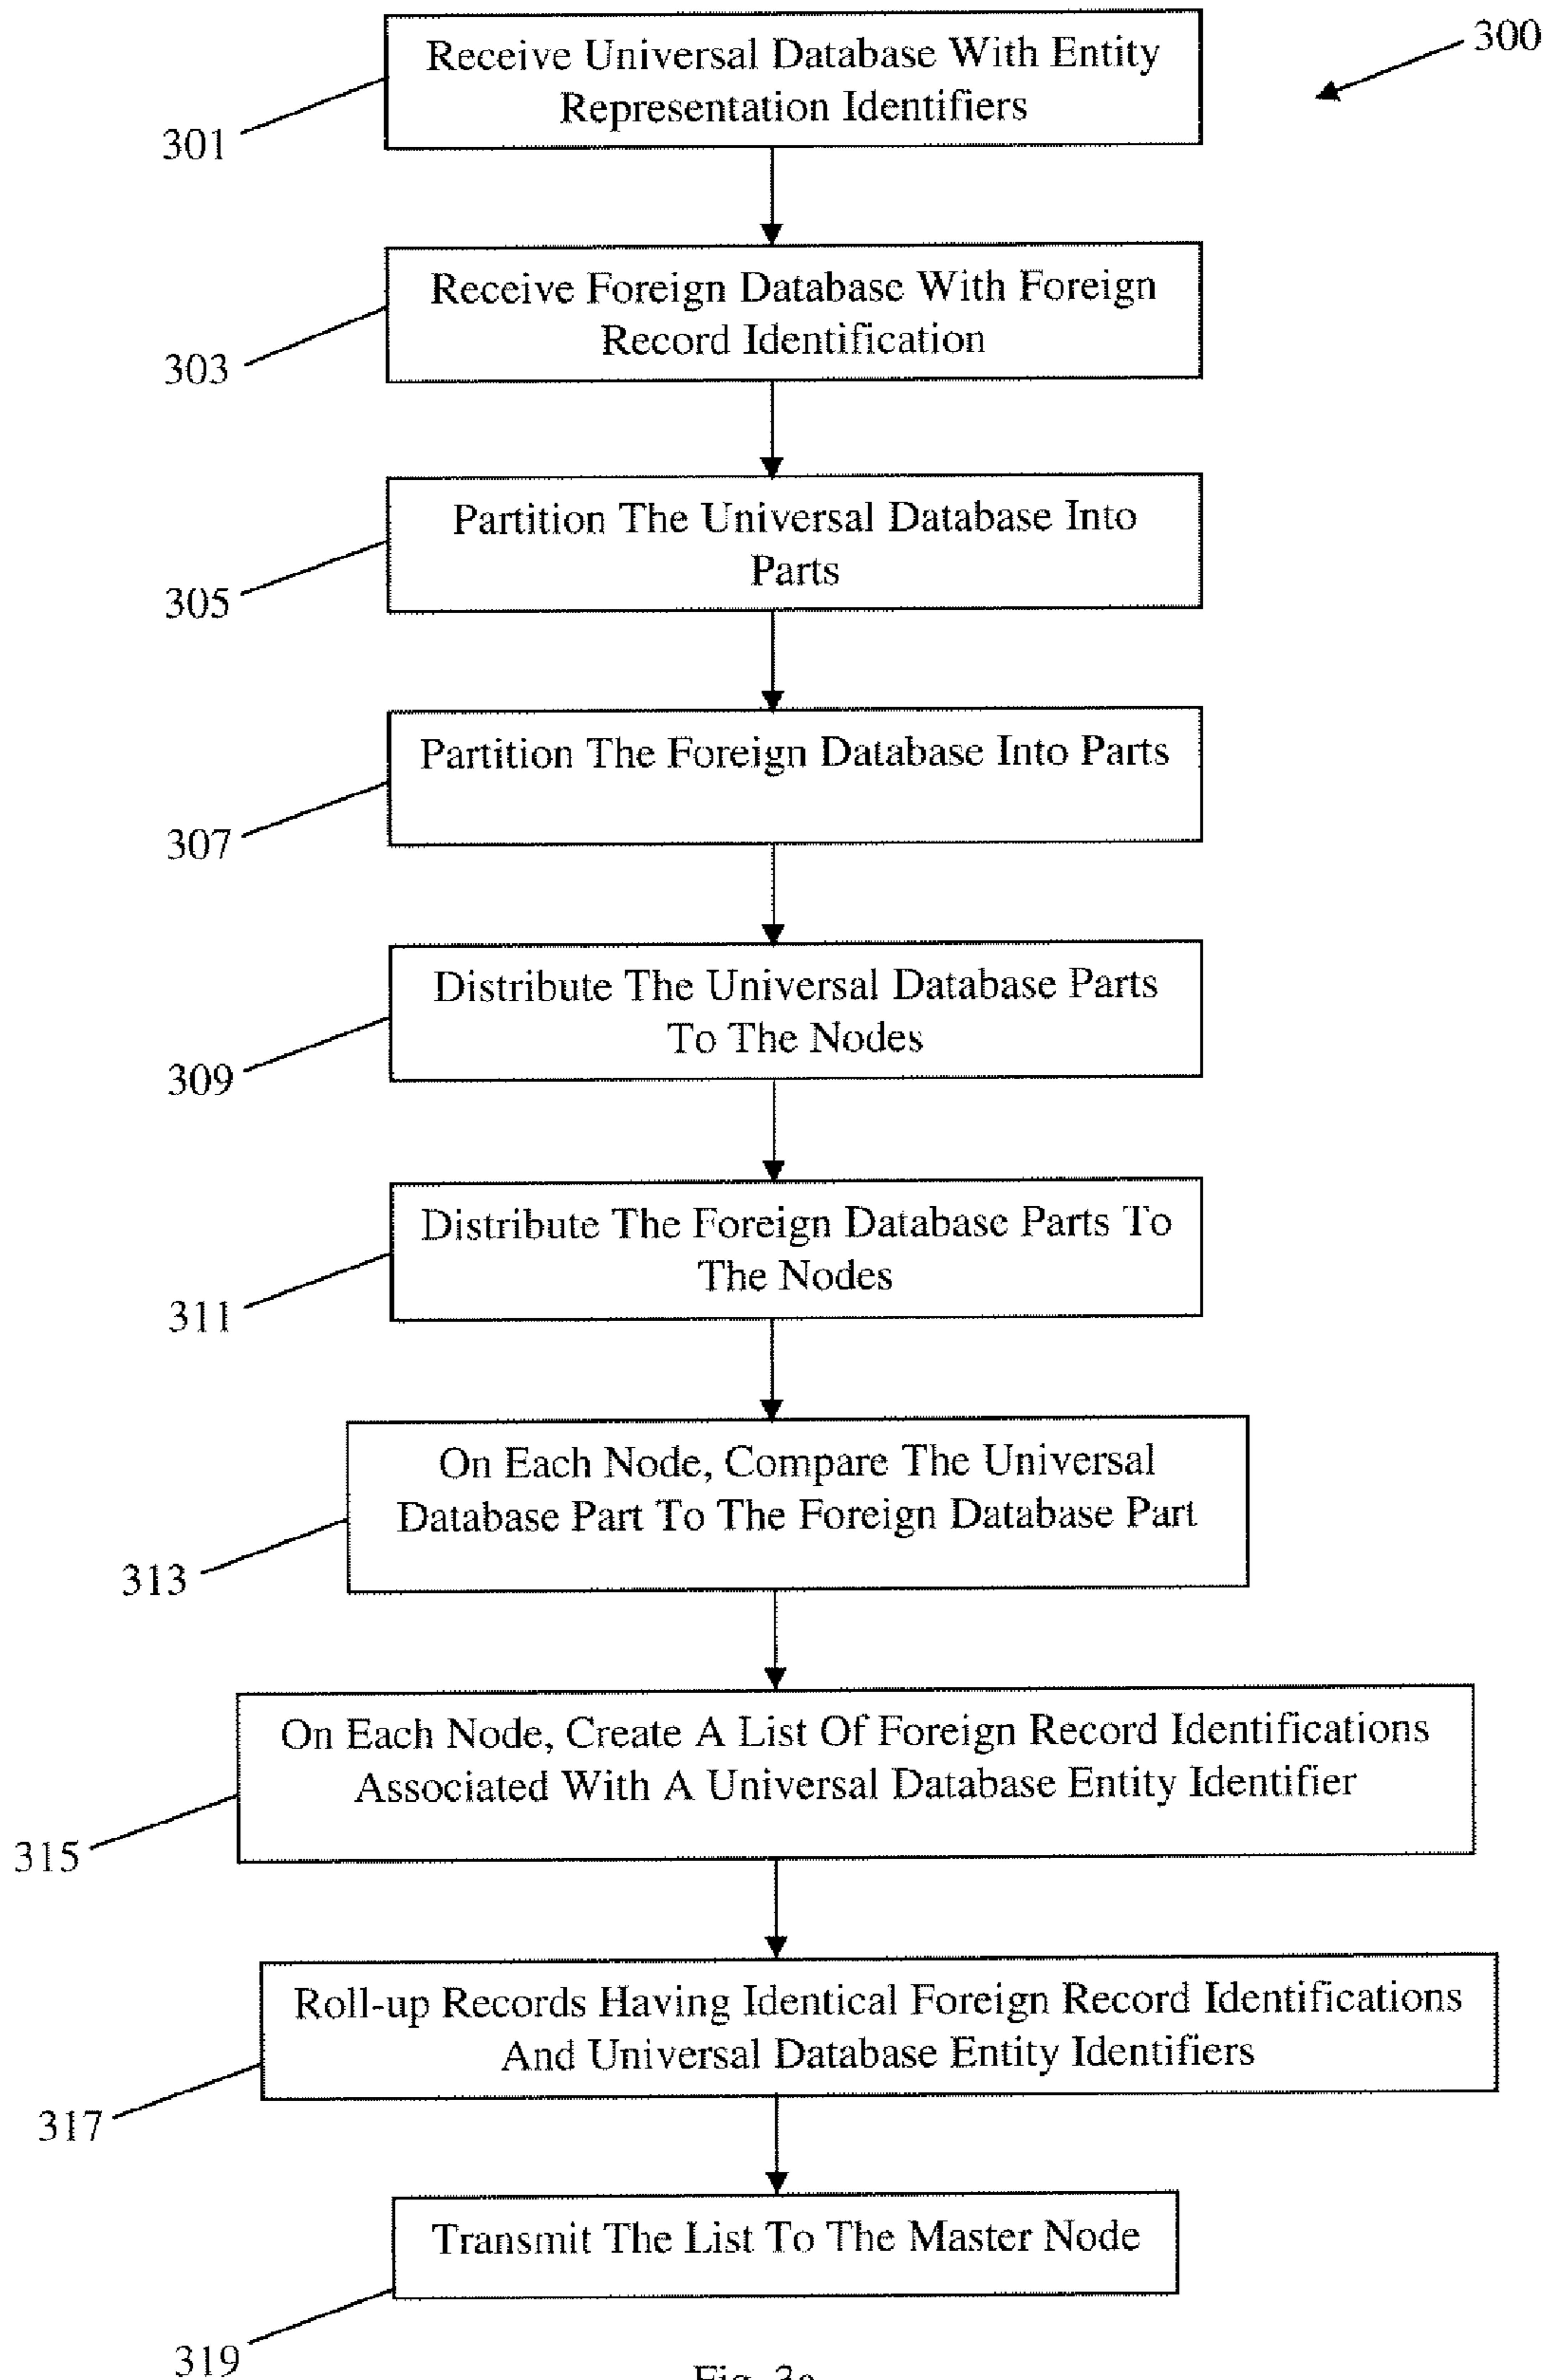 300
Receive Universal Database With Entity
Representation Identifiers
301
Receive Foreign Database With Foreign
Record Identification
303
Partition The Universal Database Into
Parts
305
Partition The Foreign Database Into Parts
307
Distribute The Universal Database Parts
To The Nodes
309
Distribute The Foreign Database Parts To
The Nodes
311
On Each Node, Compare The Universal
Database Part To The Foreign Database Part
313
On Each Node, Create A List Of Foreign Record Identifications
Associated With A Universal Database Entity Identifier
315
Roll-up Records Having Identical Foreign Record Identifications
And Universal Database Entity Identifiers
317
Transmit The List To The Master Node
319
Fig. 3a